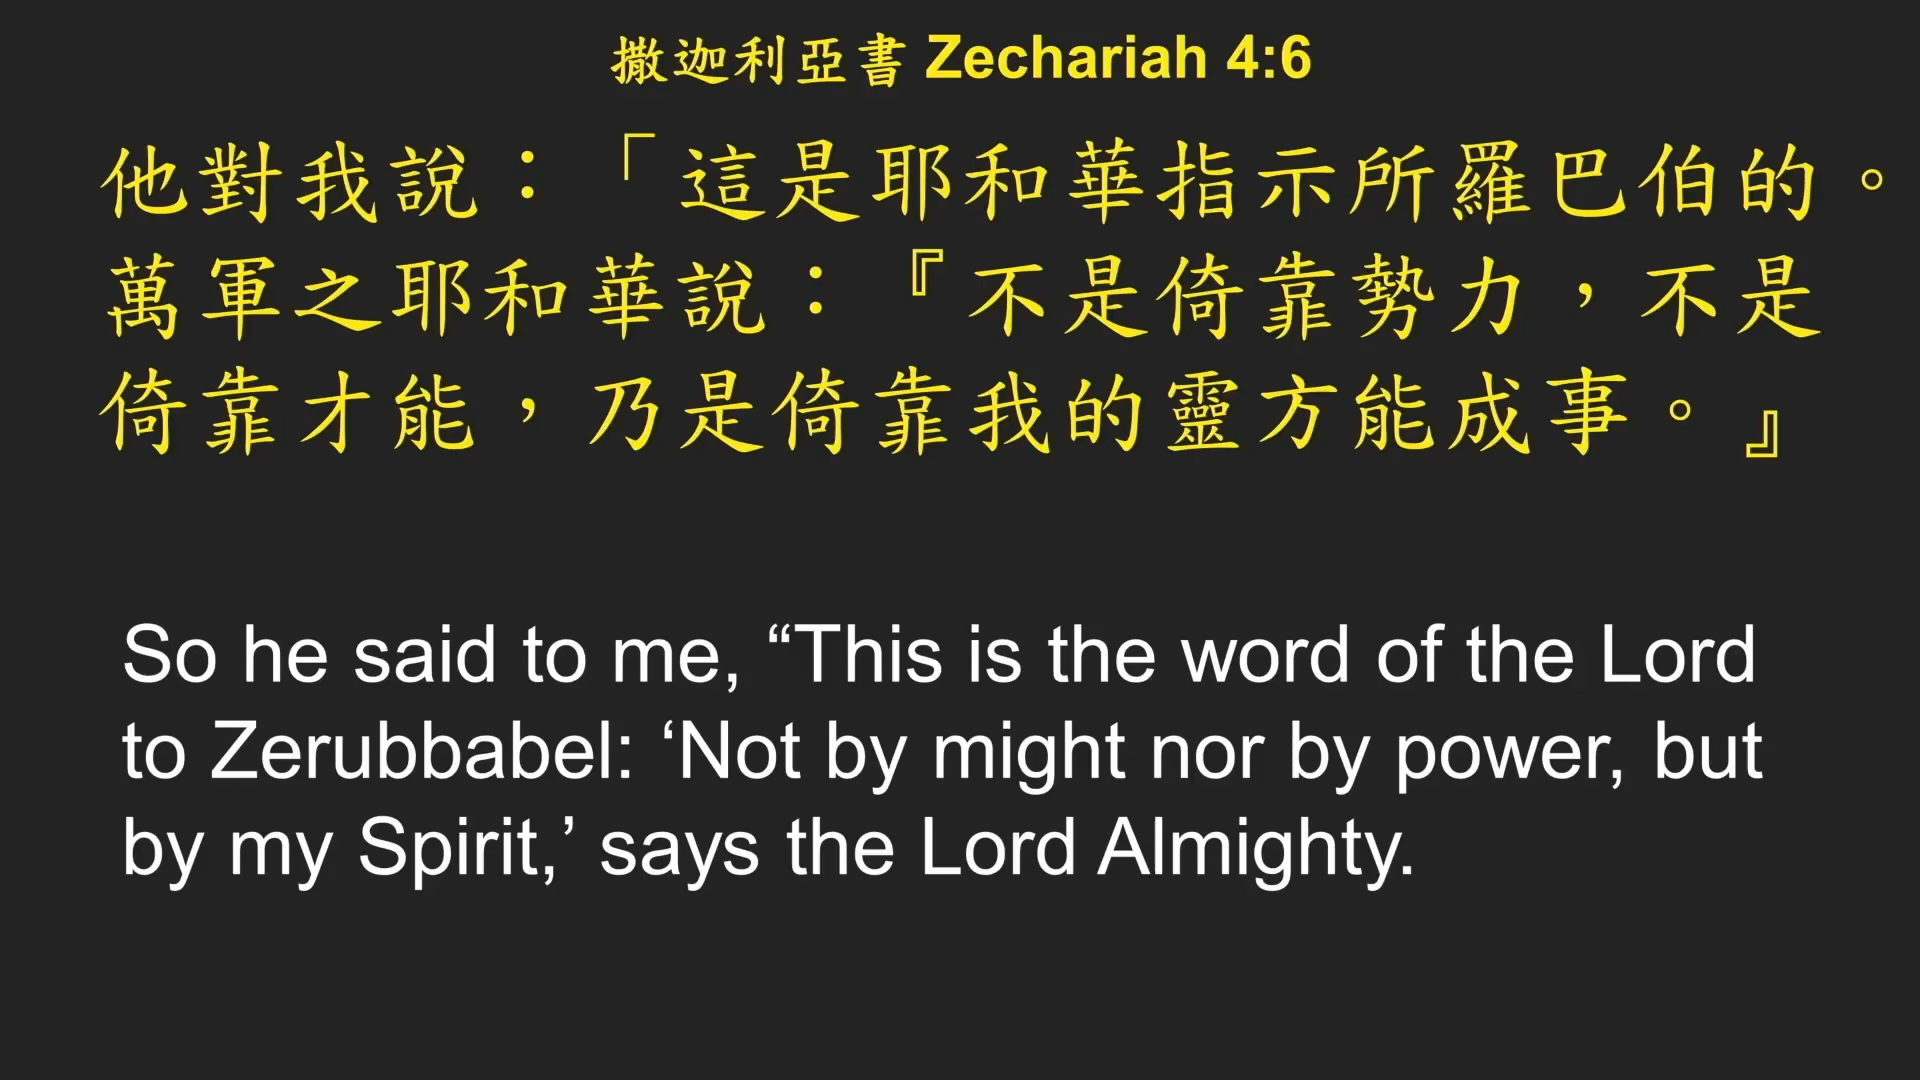 撒迦利亞書 Zechariah 4:6
他對我說：「這是耶和華指示所羅巴伯的。
萬軍之耶和華說：『不是倚靠勢力，不是
倚靠才能，乃是倚靠我的靈方能成事。』
So he said to me, “This is the word of the Lord
to Zerubbabel: ‘Not by might nor by power, but
by my Spirit,’ says the Lord Almighty.